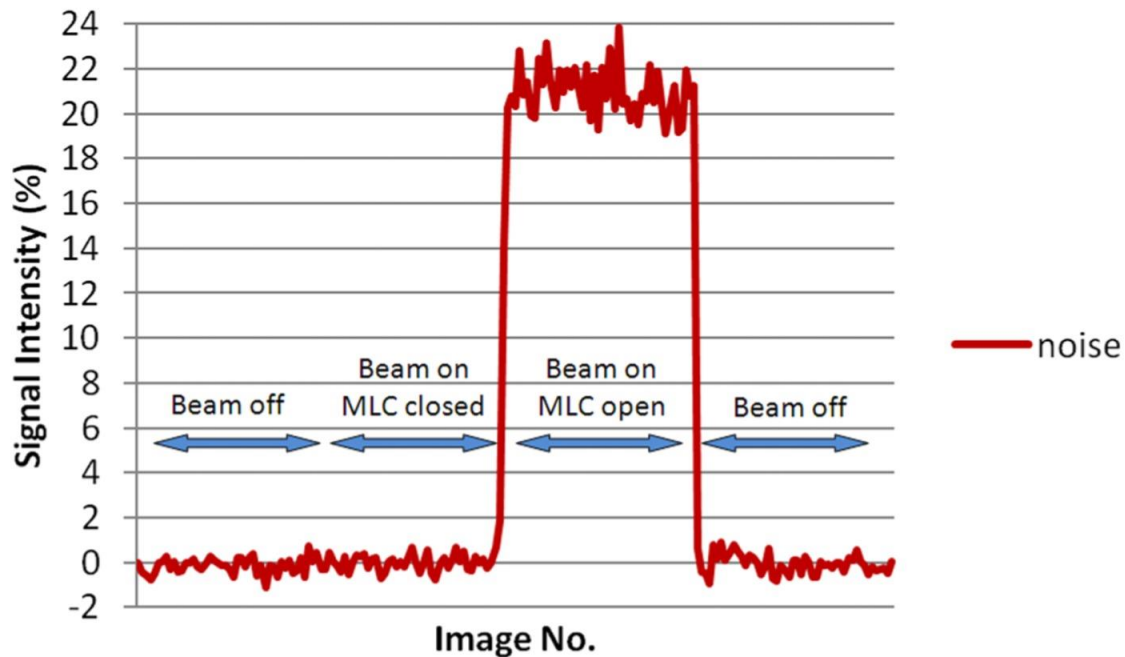 24
22
20
18
16
14
12
10
8
6
4
2
0
-2
Signal Intensity (%)
Beam off
Beam on
MLC closed
Beam on
MLC open
Beam off
Image No.
noise